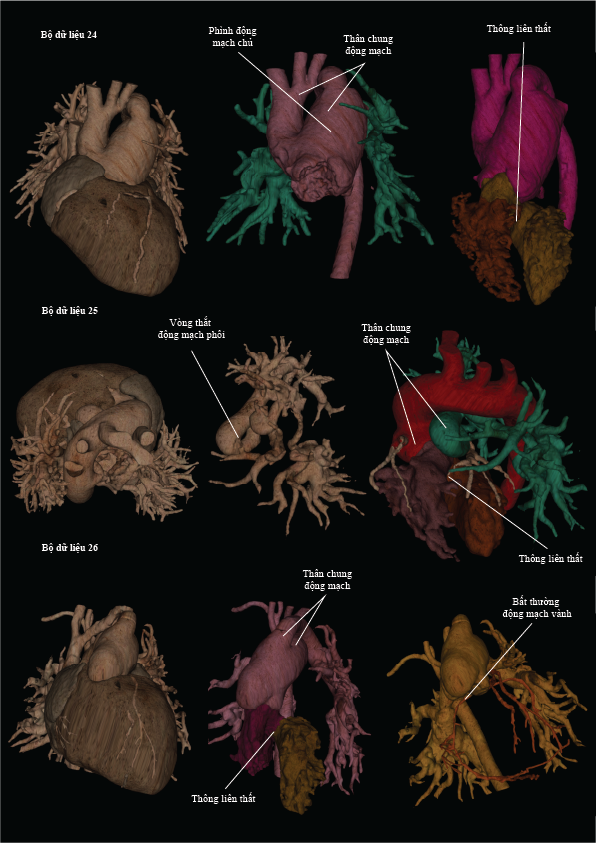 Bộ dữ liệu 24
Phình động
mạch chủ
Thân chung
động mạch
Thông liên thất
Bộ dữ liệu 25
Vòng thất
động mạch phổi
Thân chung
động mạch
Thông liên thất
Bộ dữ liệu 26
Thân chung
động mạch
Bất thường
động mạch vành
Thông liên thất